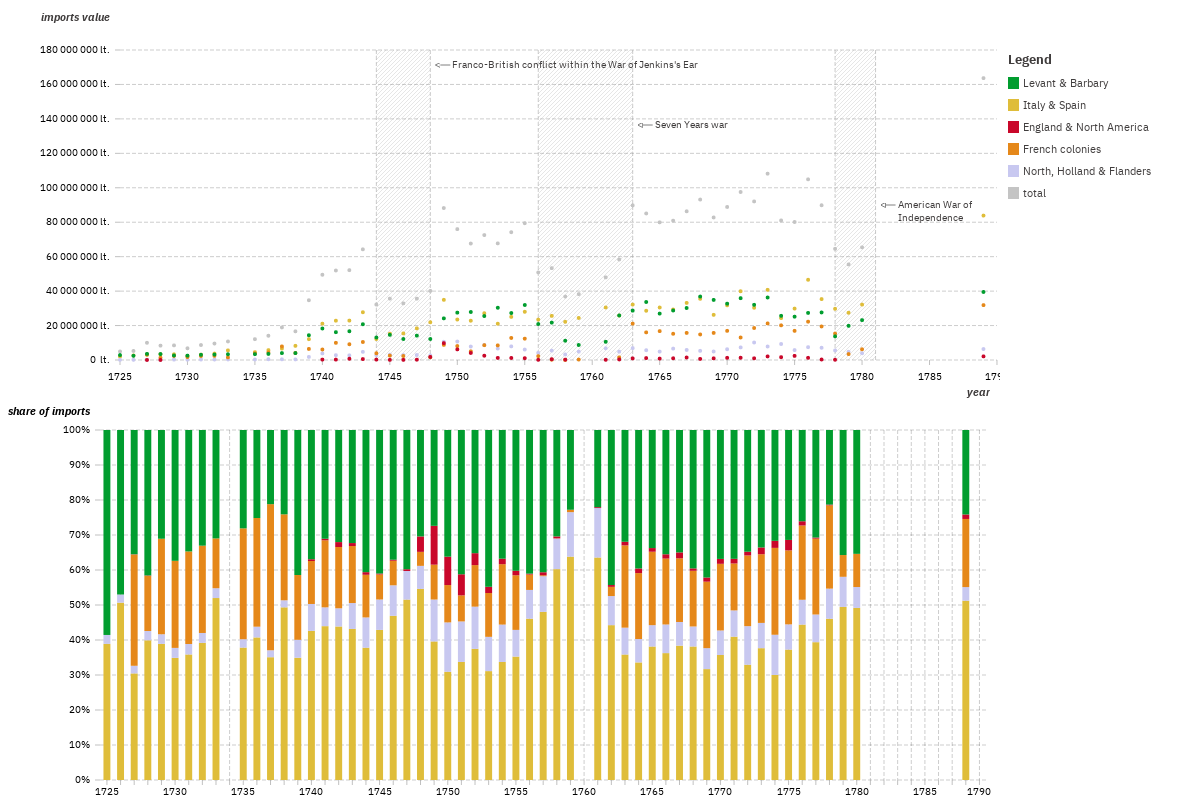 imports value
180 000 000 lt.
Franco-British conflict within the War of Jenkins's Ear
160 000 000 lt.
140 000 000 lt.
Seven Years war
120 000 000 lt.
100 000 000 lt.
American War of
Independence
80 000 000 lt.
60 000 000 lt.
40 000 000 lt.
20 000 000 lt.
0 lt.
1725 1730 1735 1740 1745 1750 1755 1760 1765 1770 1775 1780 1785 179
year
Legend
Levant & Barbary
Italy & Spain
England & North America
French colonies
North, Holland & Flanders
total
share of imports
100%
90%
80%
70%
60%
50%
40%
30%
20%
10%
0%
1725 1730 1735 1740 1745 1750 1755 1760 1765 1770 1775 1780 1785 1790